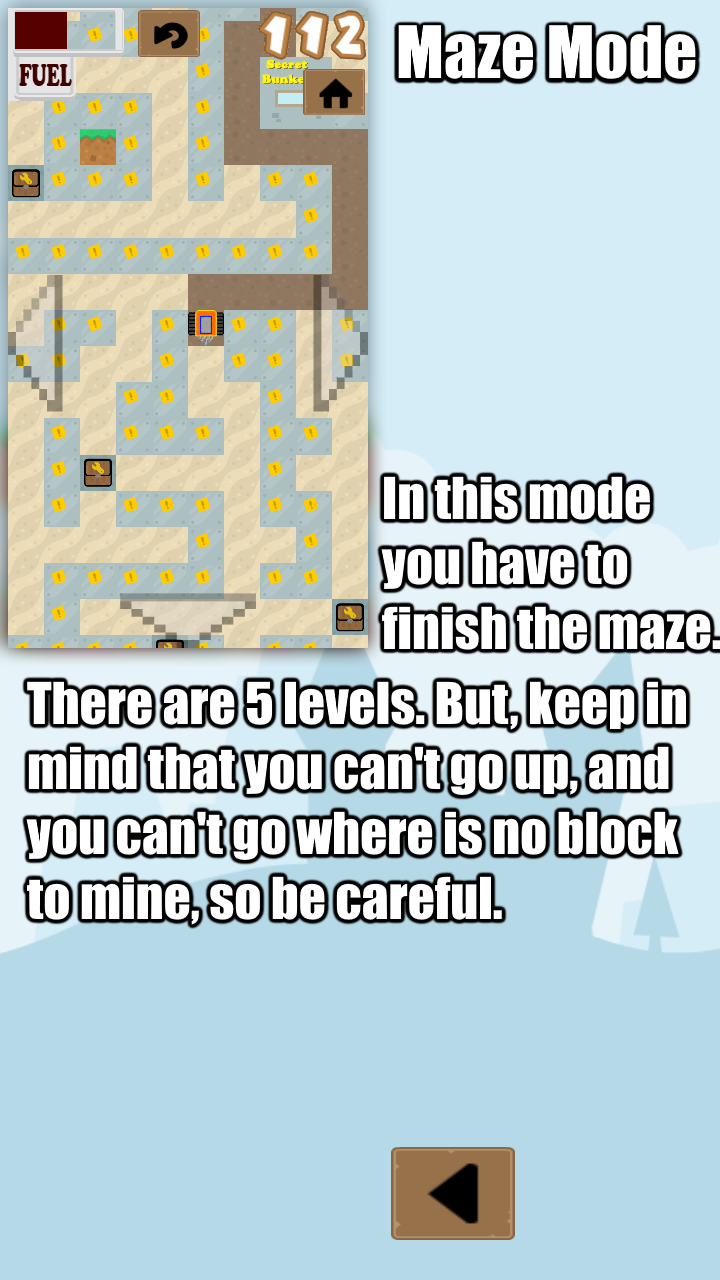 112
Maze Mode
FUEL
Secret
Bunke
In this mode
you have to
finish the maze.
There are 5 levels. But, keep in
mind that you can't go up, and
you can't go where is no block
to mine, so be careful.